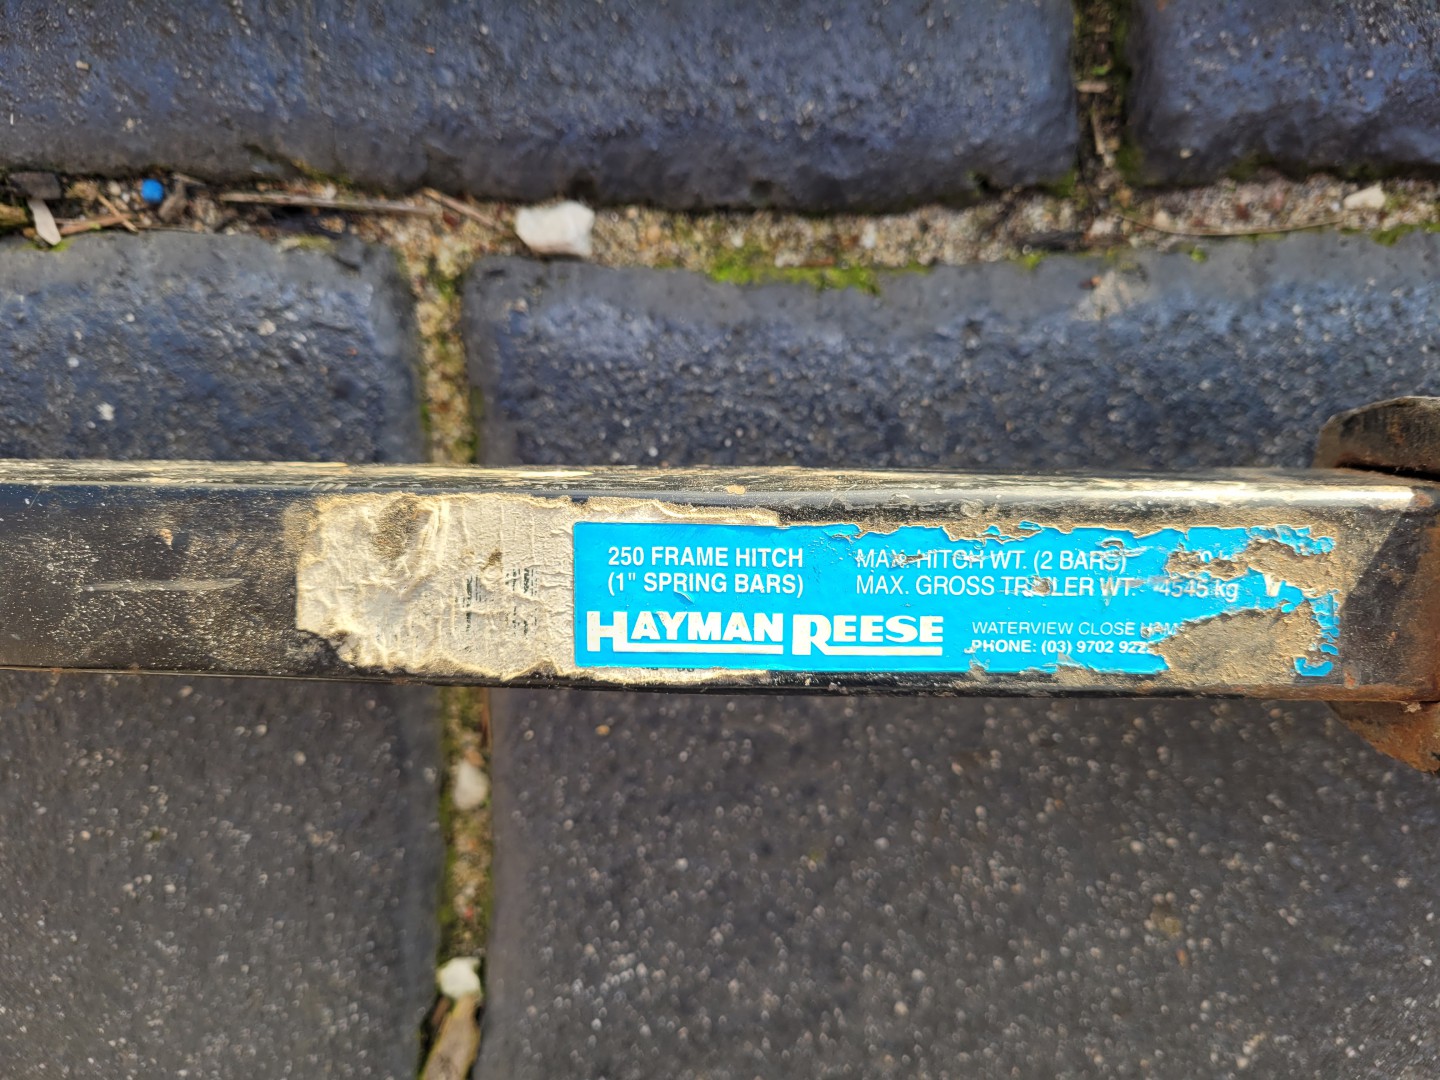 250 FRAME HITCH
(1" SPRING BARS)
MAX. HITCH WT. (2 BARS)
MAX. GROSS TRAILER WT. 4545 kg
HAYMAN REESE
WATERVIEW CLOSE
PHONE: (03) 9702